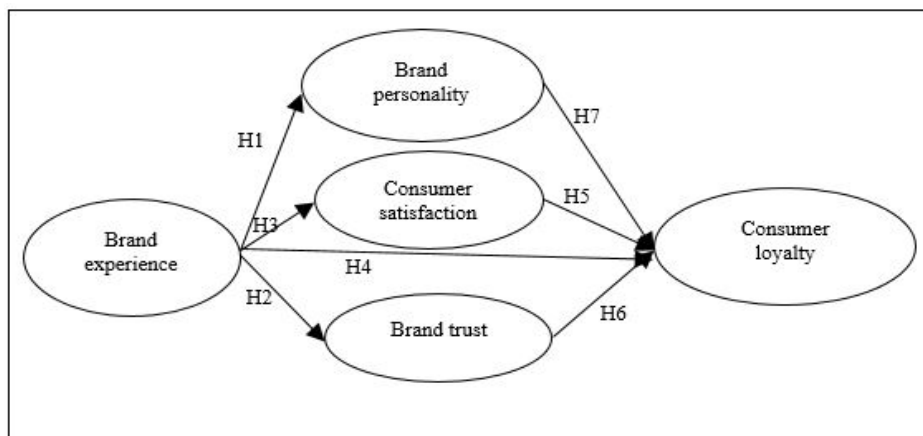 Brand
personality
H7
H1
Consumer
satisfaction
H5
H3
Brand
experience
Consumer
loyalty
H4
H2
H6
Brand trust